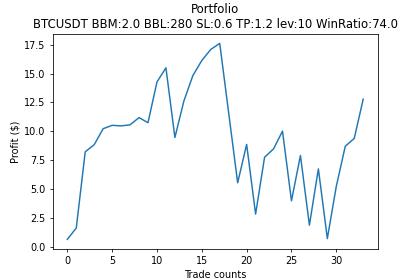 Portfolio
BTCUSDT BBM:2.0 BBL:280 SL:0.6 TP:1.2 lev:10 WinRatio:74.0
17.5
15.0
12.5
10.0
7.5
5.0
2.5
0.0
Profit ($)
0 5 10 15 20 25 30
Trade counts